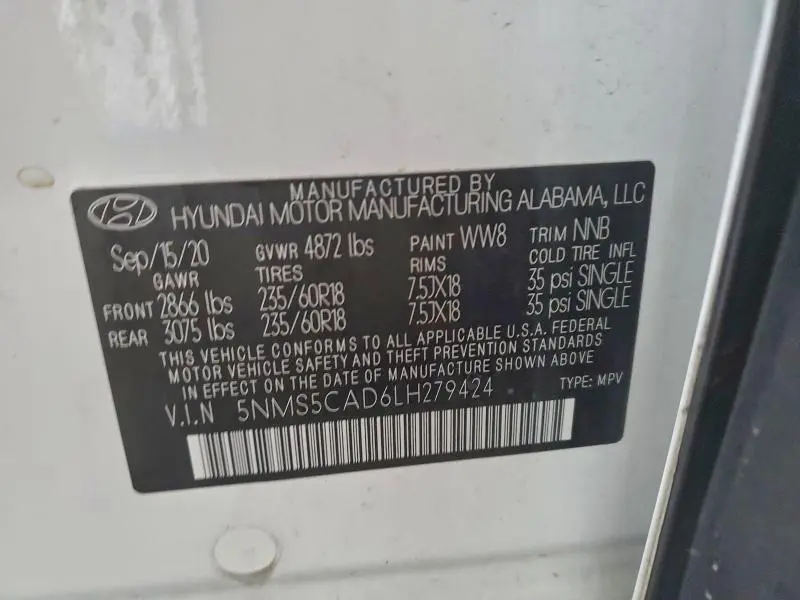 MANUFACTURED BY
HYUNDAI MOTOR MANUFACTURING ALABAMA, LLC
Sep/15/20 GVWR 4872 lbs PAINT WW8 TRIM NNB
GAWR TIRES RIMS COLD TIRE INFL
FRONT 2866 lbs 235/60R18 7.5JX18 35 psi SINGLE
REAR 3075 lbs 235/60R18 7.5JX18 35 psi SINGLE
THIS VEHICLE CONFORMS TO ALL APPLICABLE U.S.A. FEDERAL
MOTOR VEHICLE SAFETY AND THEFT PREVENTION STANDARDS
IN EFFECT ON THE DATE OF MANUFACTURE SHOWN ABOVE
V.I.N 5NMS5CAD6LH279424 TYPE: MPV